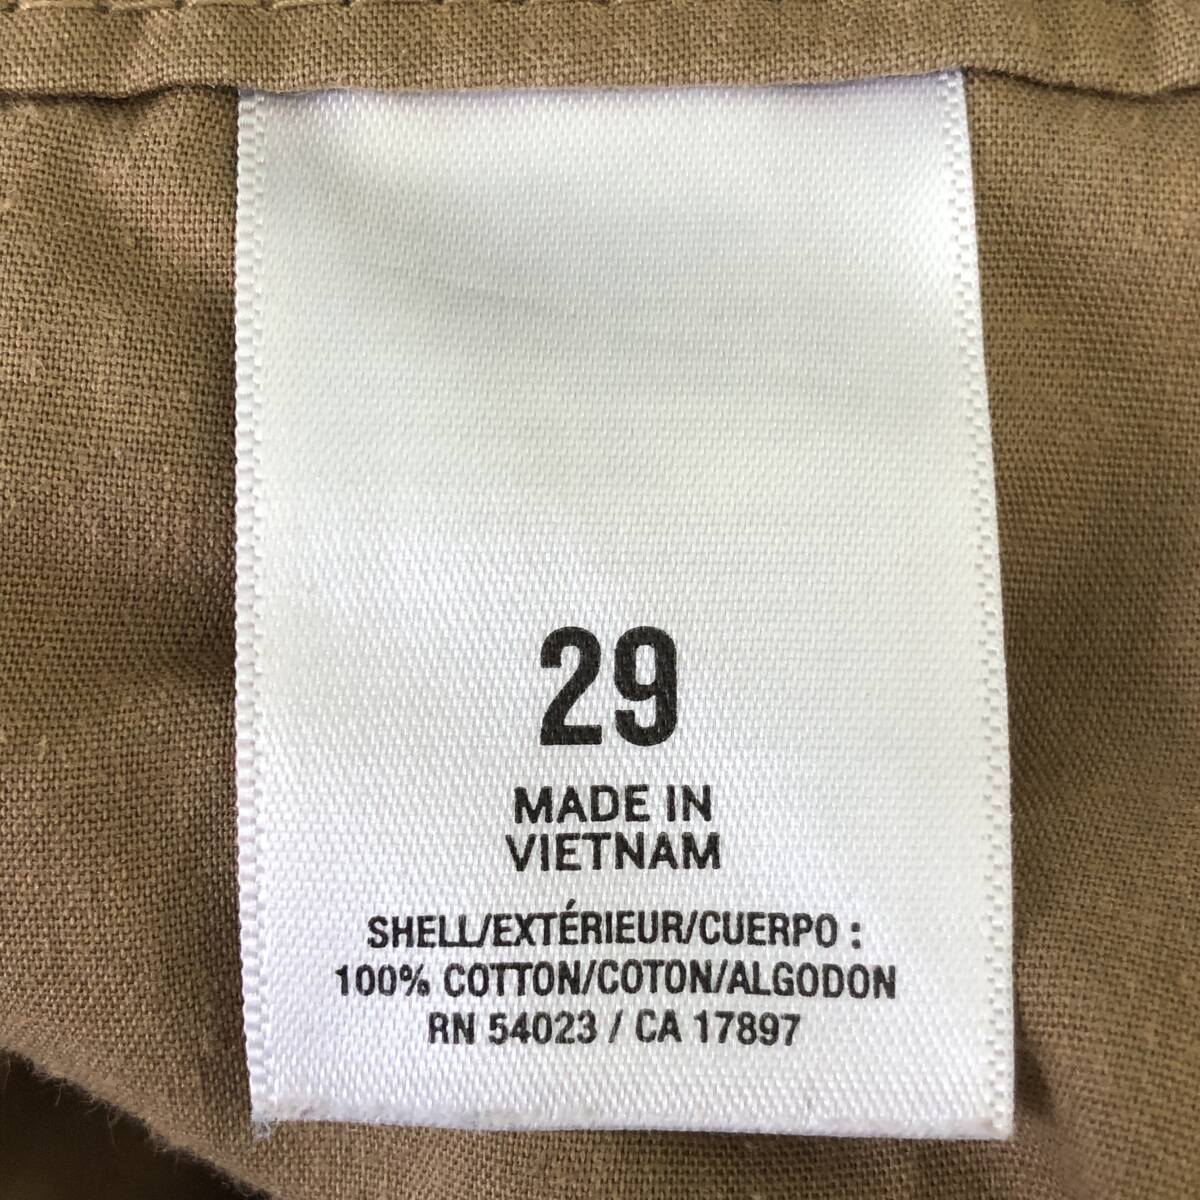 29
MADE IN
VIETNAM
SHELL/EXTÉRIEUR/CUERPO :
100% COTTON/COTON/ALGODON
RN 54023 / CA 17897